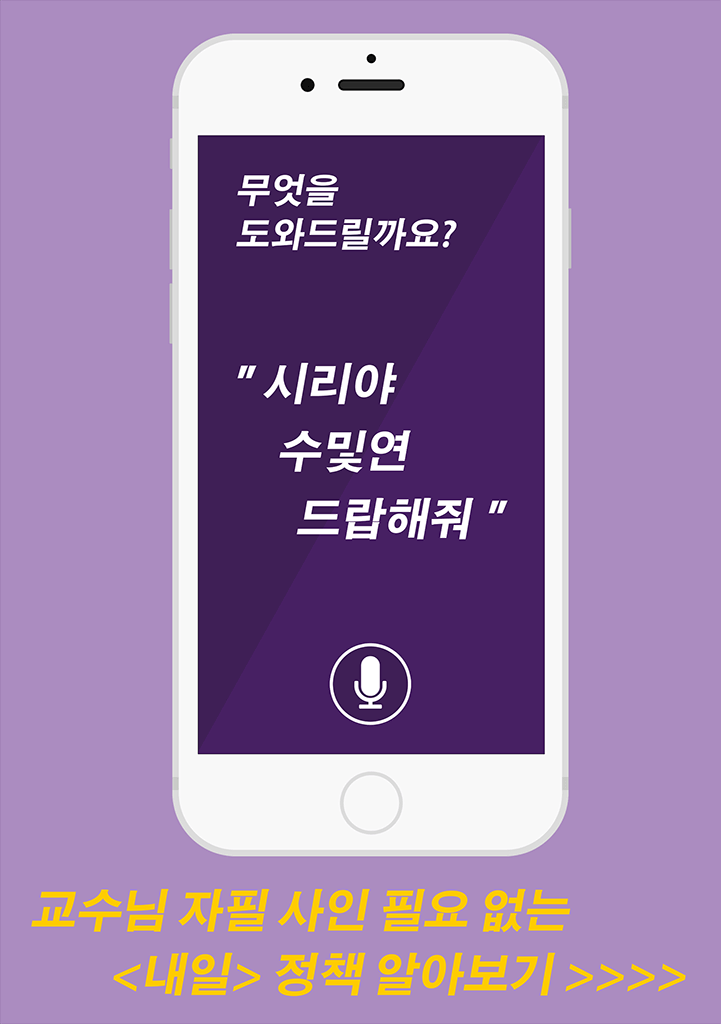 무엇을
도와드릴까요?
" 시리야
수및연
드랍해줘 "
교수님 자필 사인 필요 없는
<내일> 정책 알아보기 >>>>